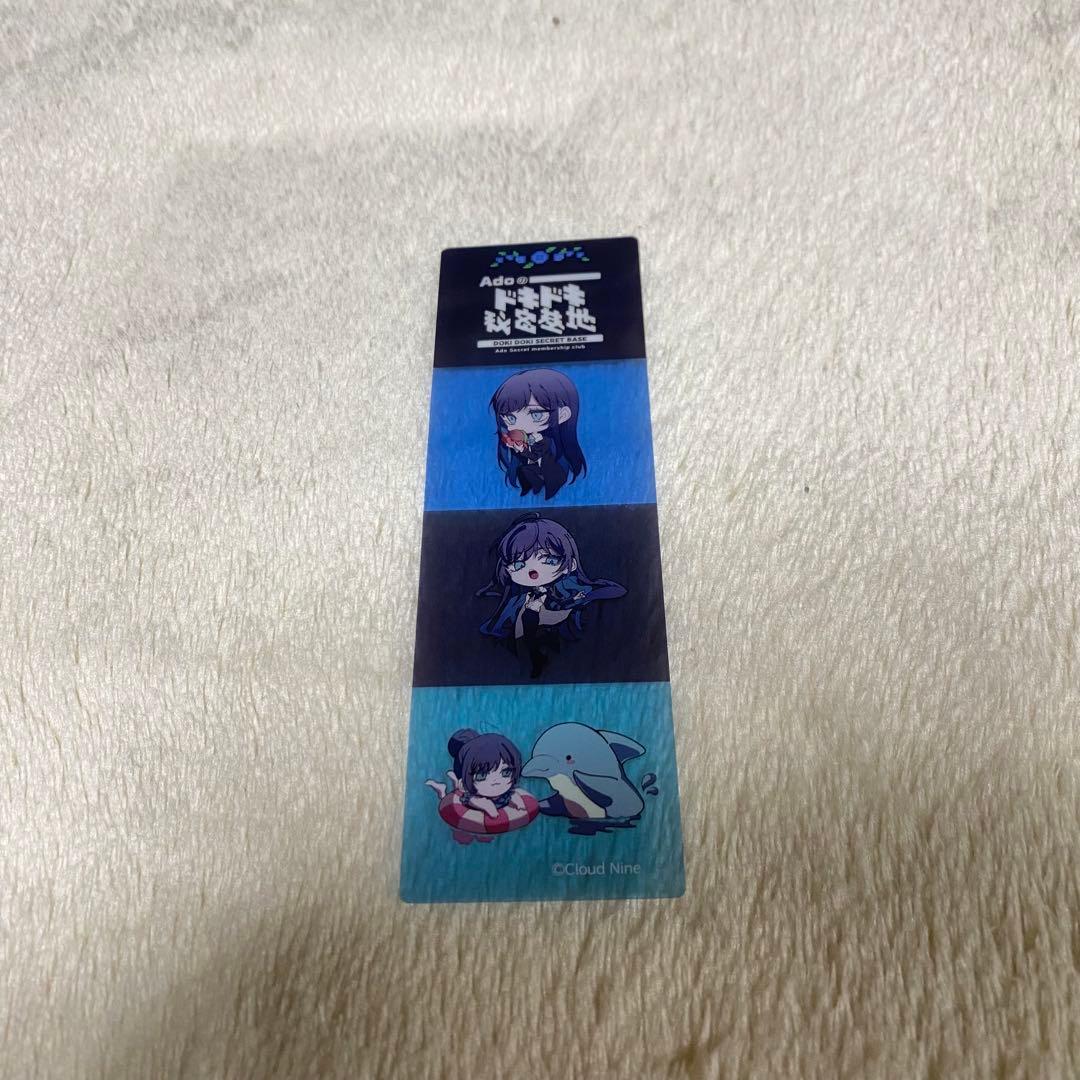 Adoの
ドキドキ
秘密基地
DOKI DOKI SECRET BASE
Ado Secret membership club
©Cloud Nine